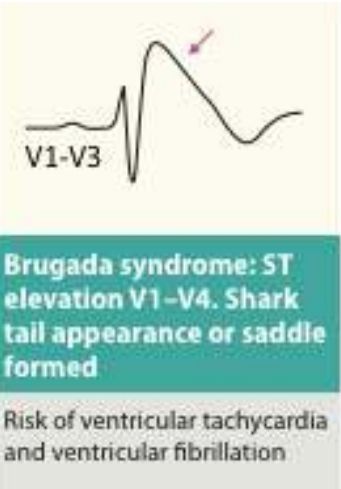 V1-V3
Brugada syndrome: ST
elevation V1–V4. Shark
tail appearance or saddle
formed
Risk of ventricular tachycardia
and ventricular fibrillation